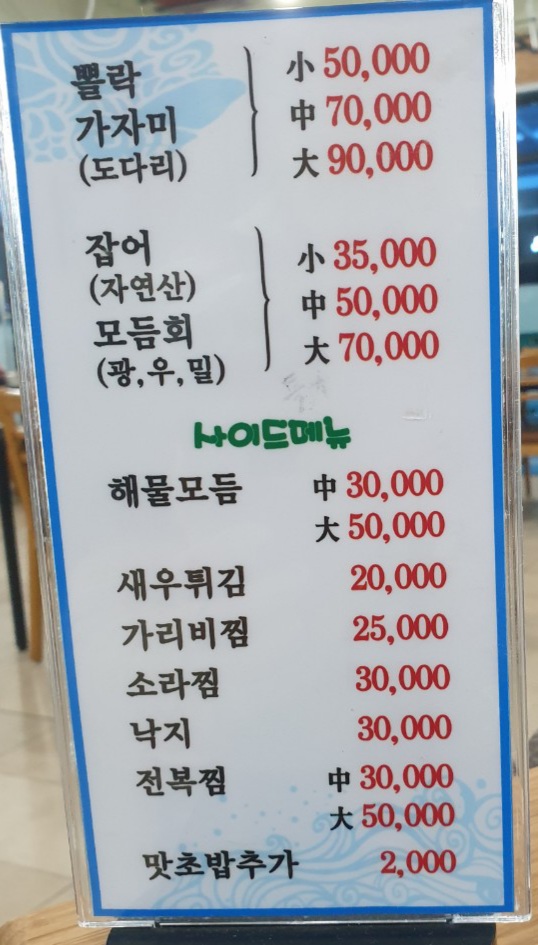 뽈락
가자미
(도다리)
小 50,000
中 70,000
大 90,000
잡어
(자연산)
모듬회
(광,우,밀)
小 35,000
中 50,000
大 70,000
사이드메뉴
해물모듬 中 30,000
大 50,000
새우튀김 20,000
가리비찜 25,000
소라찜 30,000
낙지 30,000
전복찜 中 30,000
大 50,000
맛초밥추가 2,000